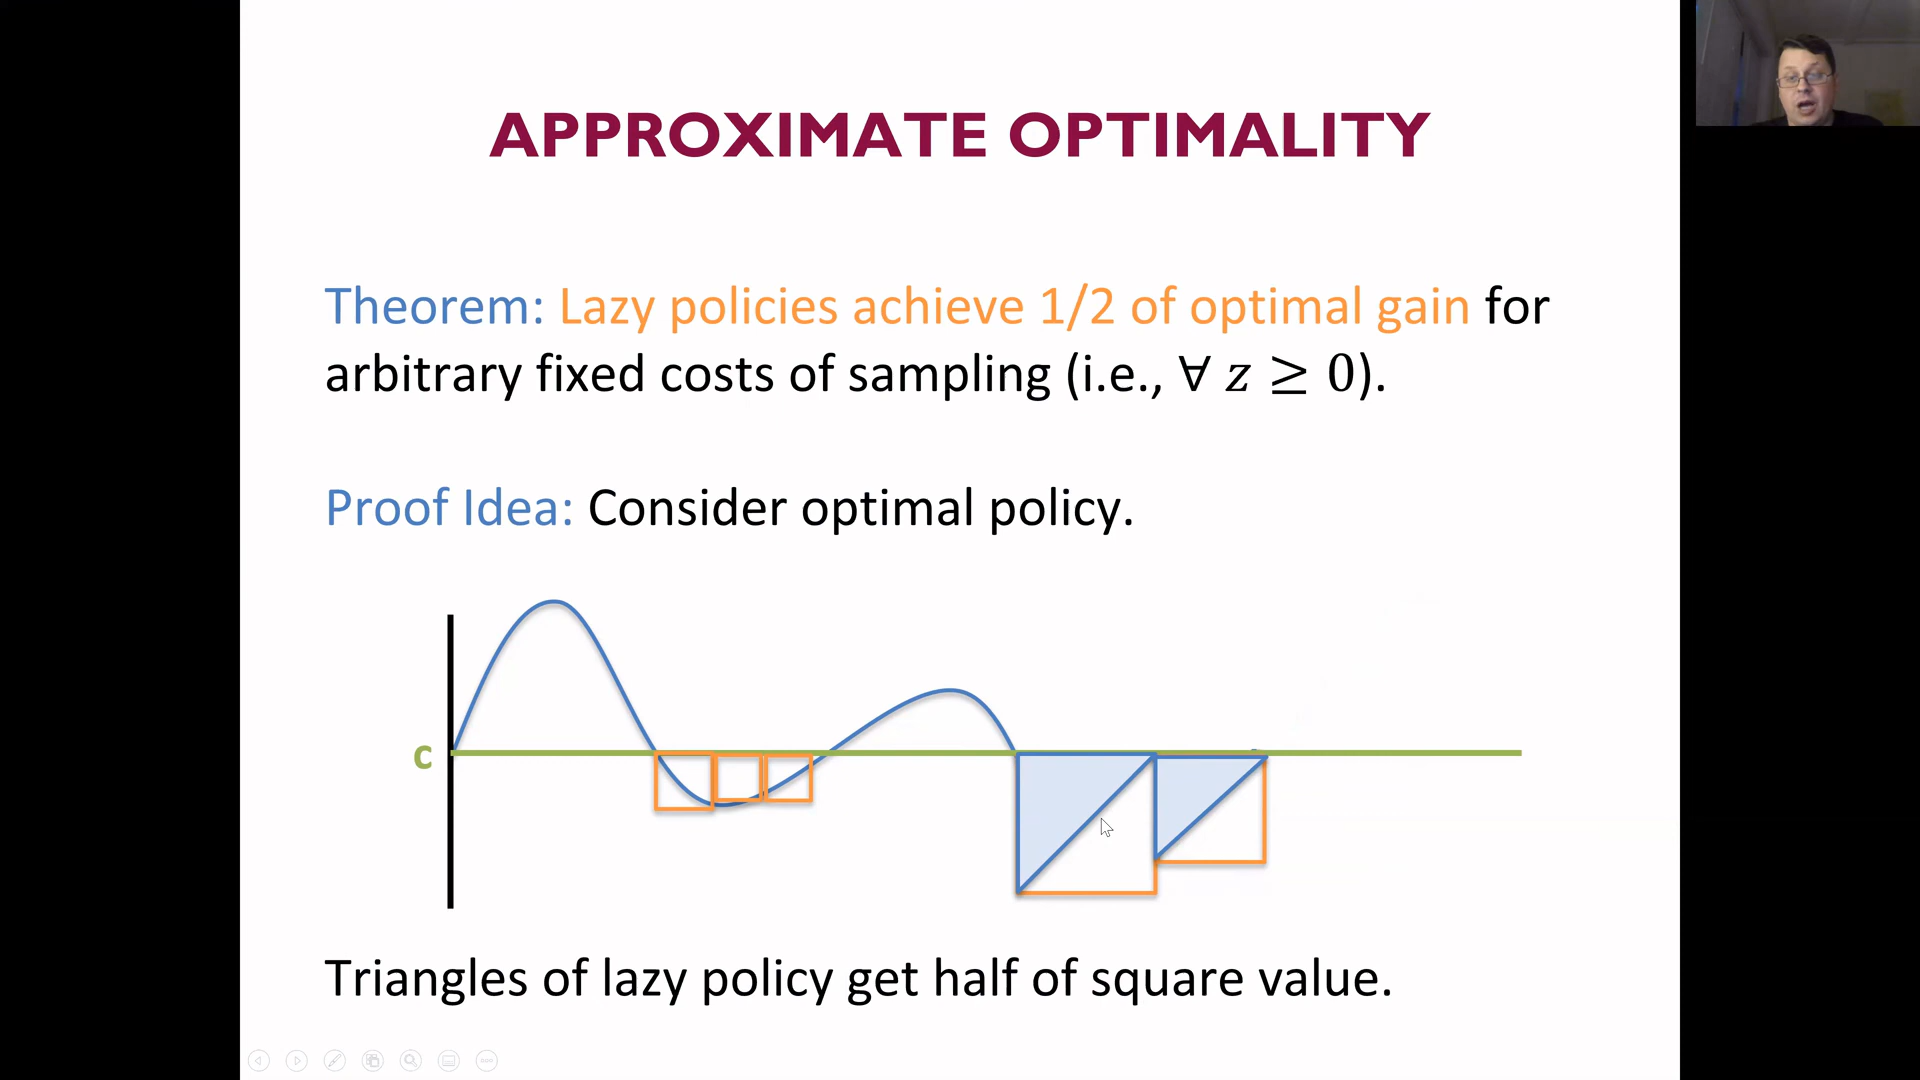 APPROXIMATE OPTIMALITY
Theorem: Lazy policies achieve 1/2 of optimal gain for
arbitrary fixed costs of sampling (i.e., ∀ z ≥ 0).
Proof Idea: Consider optimal policy.
c
Triangles of lazy policy get half of square value.